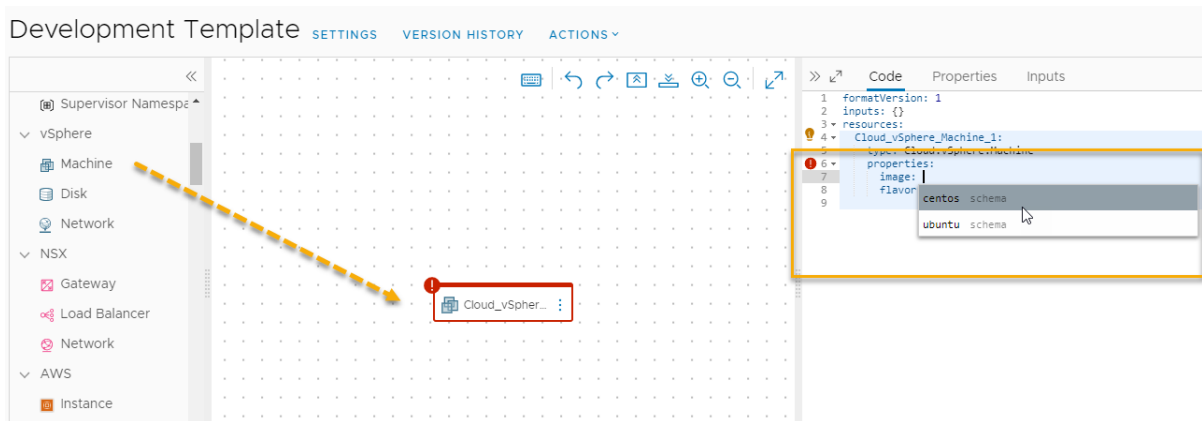 Development Template SETTINGS VERSION HISTORY ACTIONS
Supervisor Namespa
vSphere
Machine
Disk
Network
NSX
Gateway
Load Balancer
Network
AWS
Instance
Cloud_vSpher...
Code Properties Inputs
1 formatVersion: 1
2 inputs: {}
3 resources:
4 Cloud_vSphere_Machine_1:
5 type: Cloud.vSphere.Machine
6 properties:
7 image:
8 flavor
9
centos schema
ubuntu schema